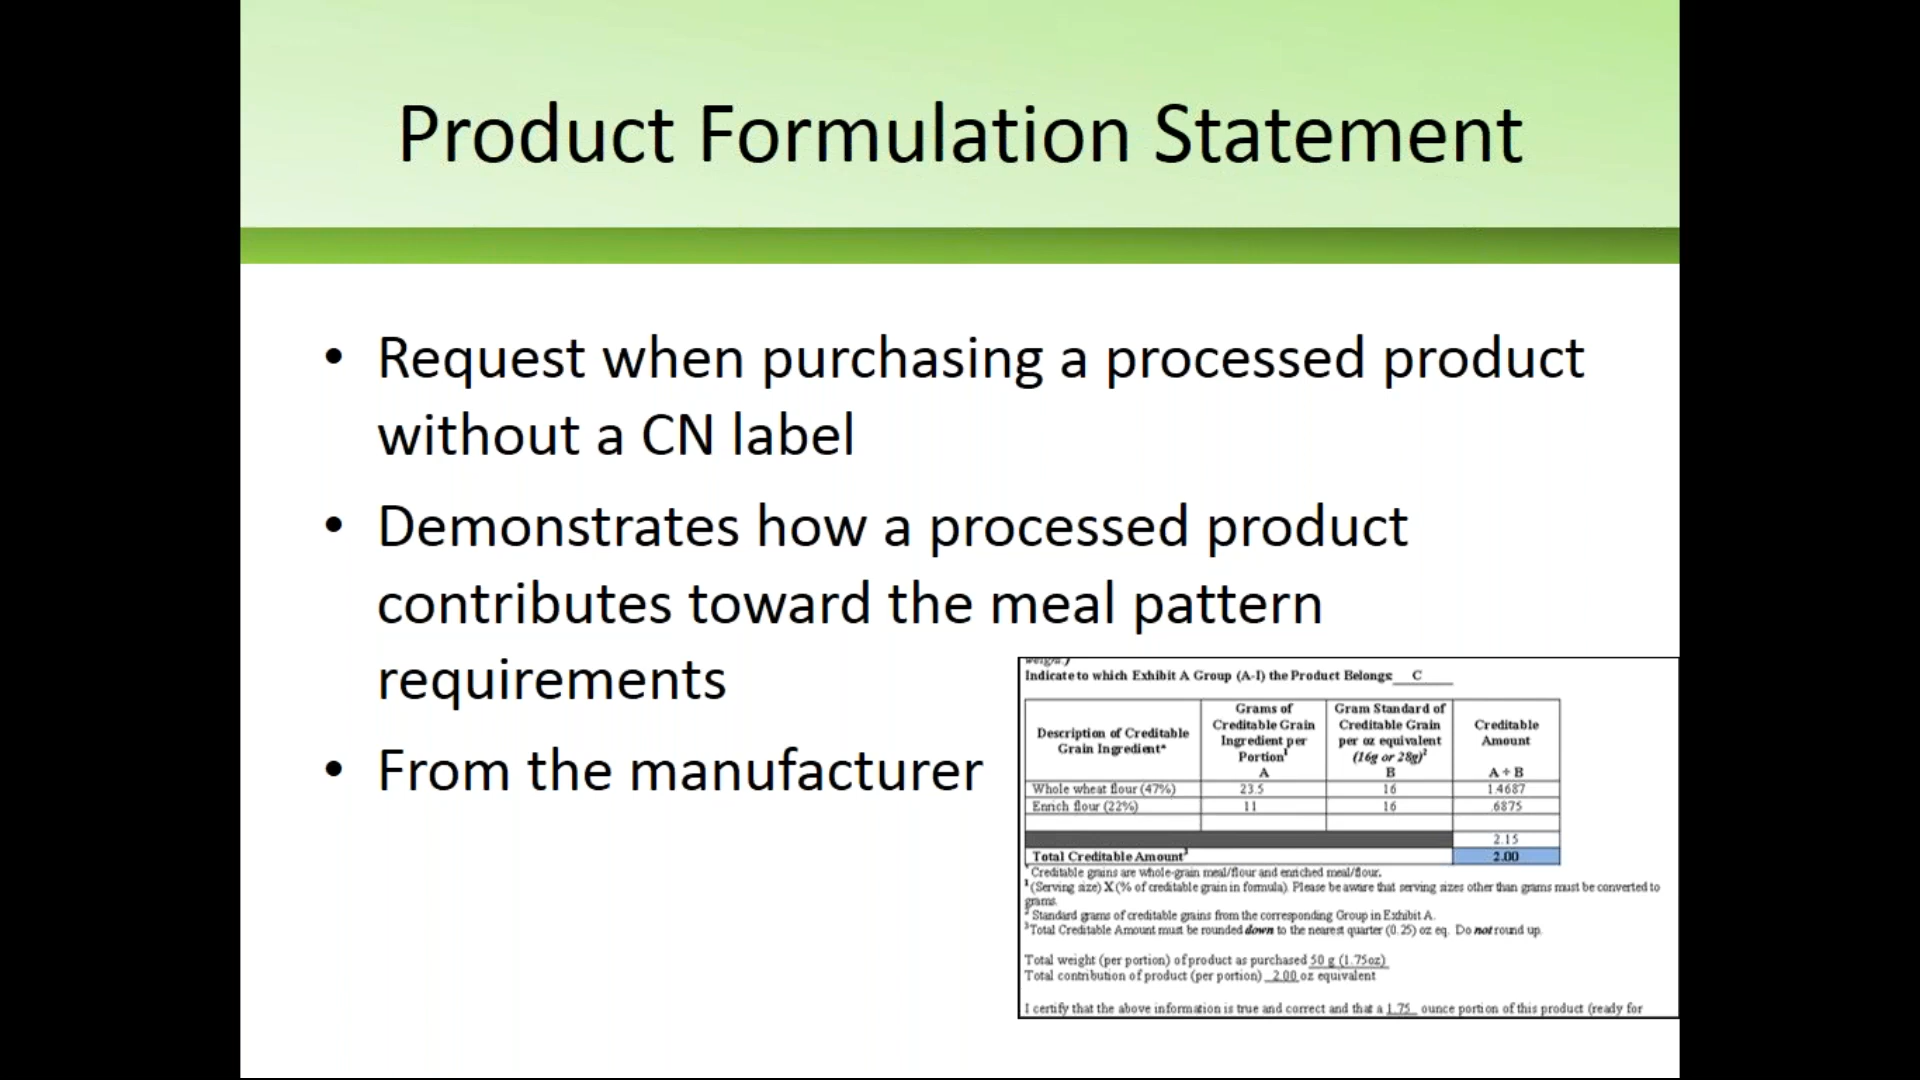 Product Formulation Statement
• Request when purchasing a processed product
without a CN label
• Demonstrates how a processed product
contributes toward the meal pattern
requirements
• From the manufacturer
weight.)
Indicate to which Exhibit A Group (A-I) the Product Belongs: C
Description of Creditable Grain Ingredient* Grams of Creditable Grain Ingredient per Portion¹ A Gram Standard of Creditable Grain per oz equivalent (16g or 28g)² B Creditable Amount A ÷ B
Whole wheat flour (47%) 23.5 16 1.4687
Enrich flour (22%) 11 16 .6875
2.15
Total Creditable Amount³ 2.00
* Creditable grains are whole-grain meal/flour and enriched meal/flour.
¹ (Serving size) X (% of creditable grain in formula). Please be aware that serving sizes other than grams must be converted to
grams.
² Standard grams of creditable grains from the corresponding Group in Exhibit A.
³ Total Creditable Amount must be rounded down to the nearest quarter (0.25) oz eq. Do not round up.
Total weight (per portion) of product as purchased 50 g (1.75oz)
Total contribution of product (per portion) 2.00 oz equivalent
I certify that the above information is true and correct and that a 1.75 ounce portion of this product (ready for